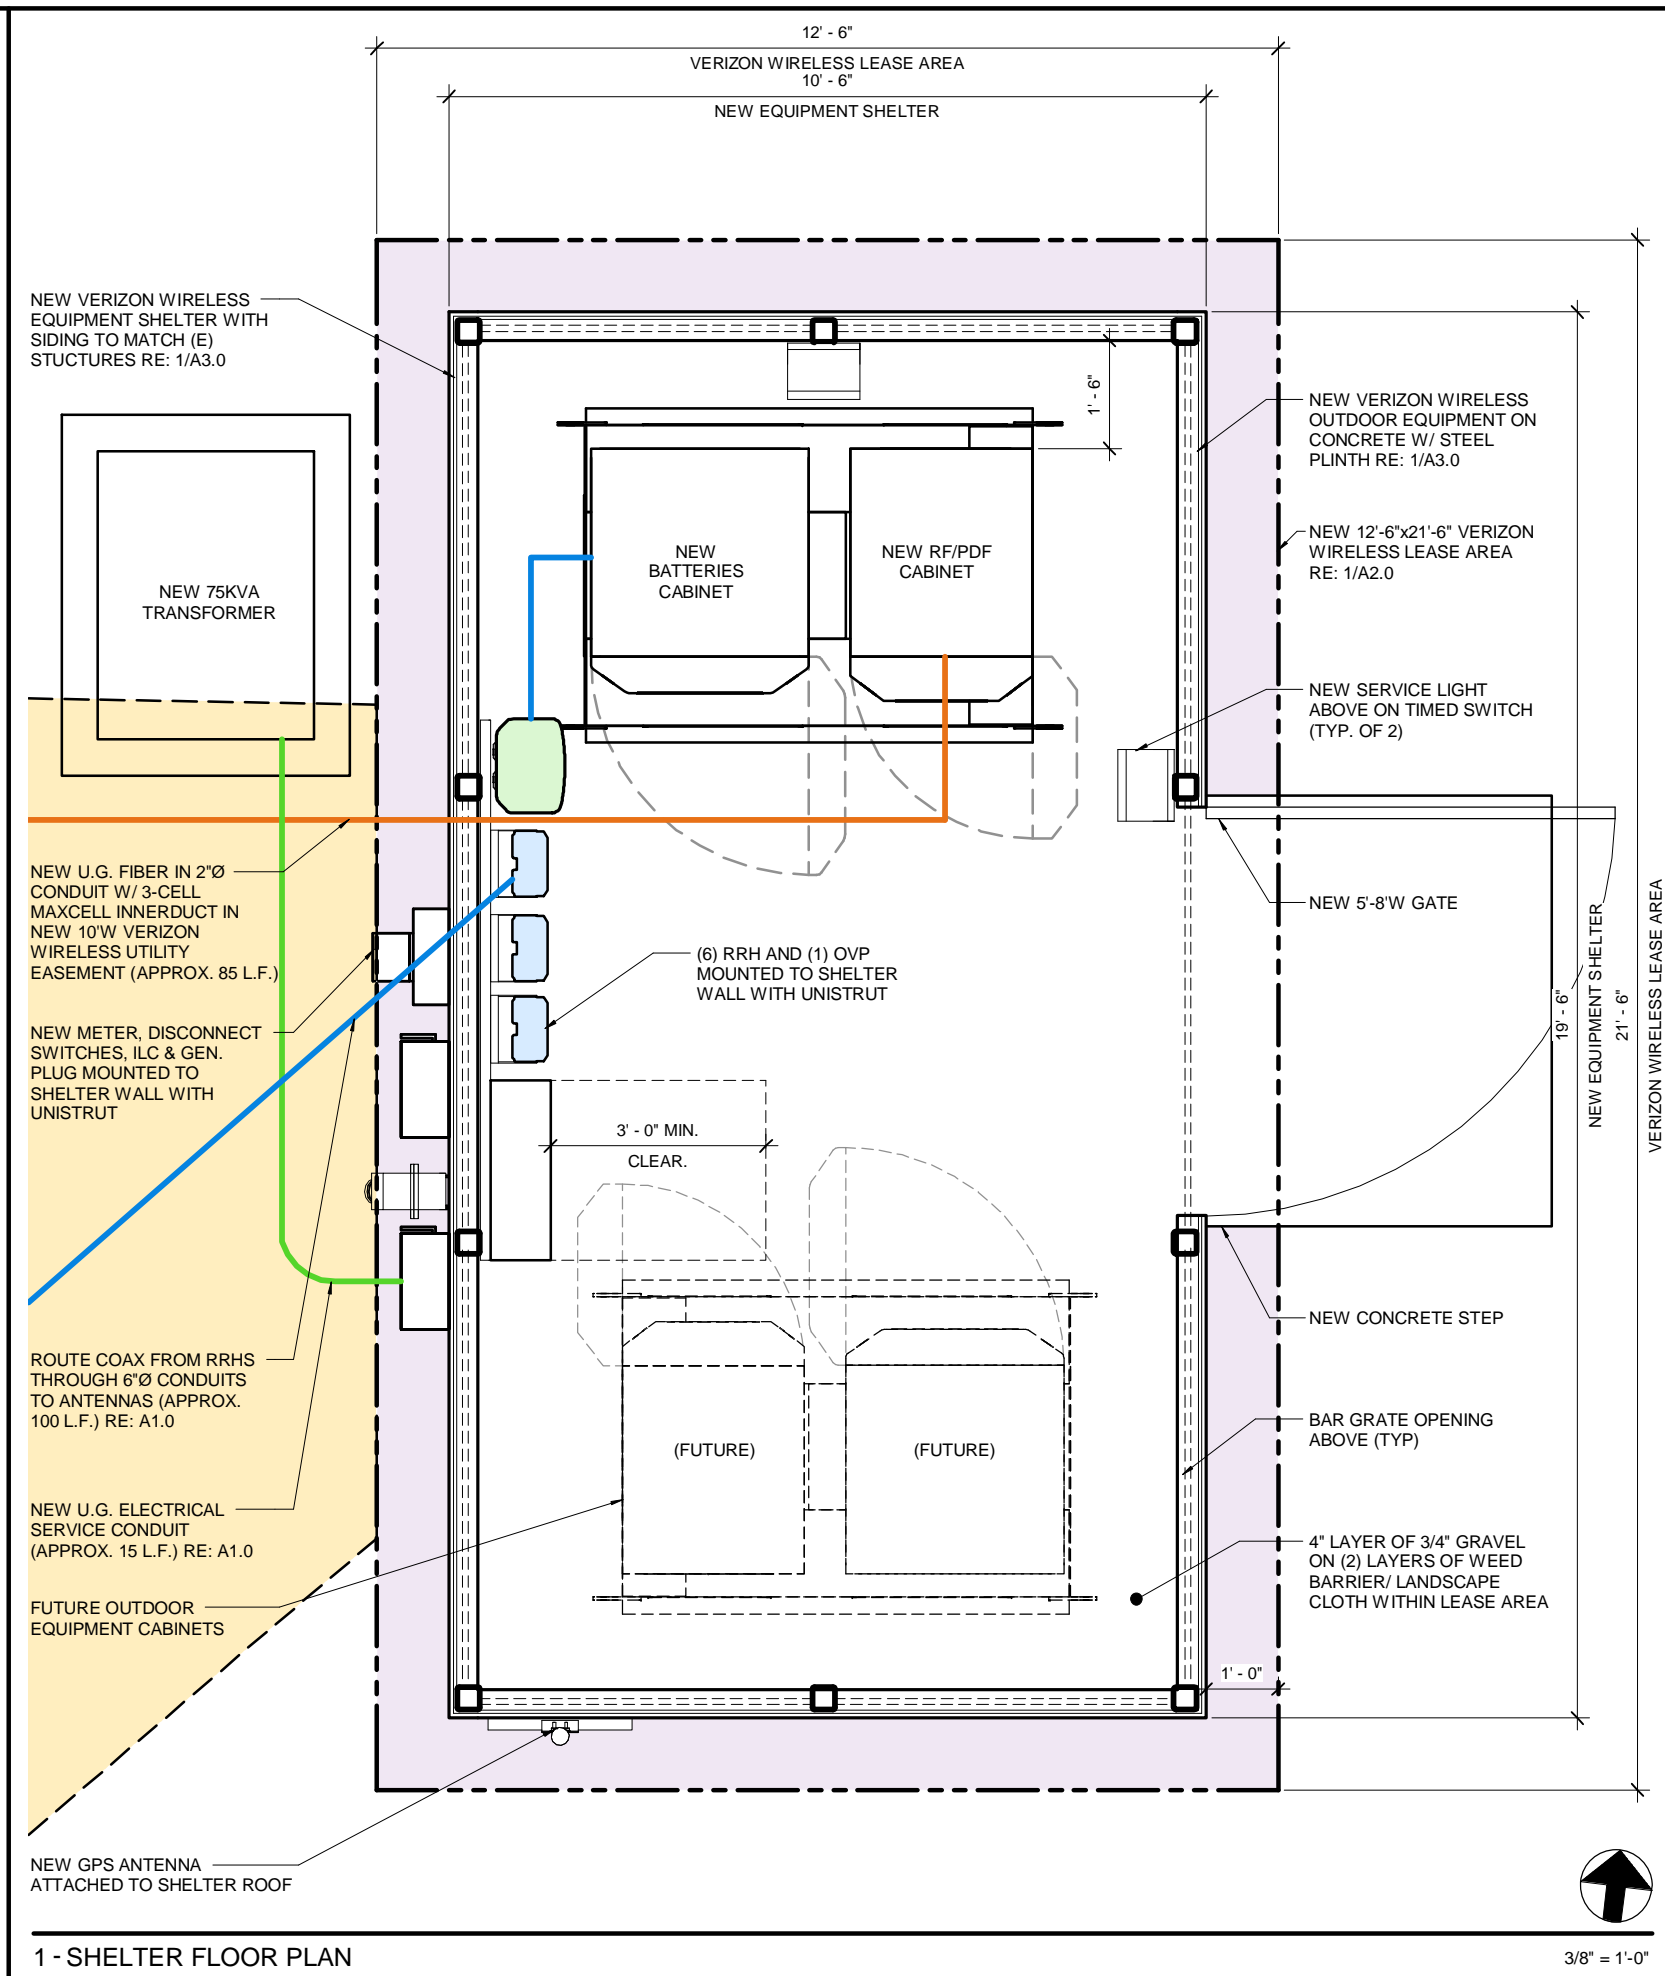 12' - 6"
VERIZON WIRELESS LEASE AREA
10' - 6"
NEW EQUIPMENT SHELTER
NEW VERIZON WIRELESS
EQUIPMENT SHELTER WITH
SIDING TO MATCH (E)
STUCTURES RE: 1/A3.0
1' - 6"
NEW VERIZON WIRELESS
OUTDOOR EQUIPMENT ON
CONCRETE W/ STEEL
PLINTH RE: 1/A3.0
NEW 12'-6"x21'-6" VERIZON
WIRELESS LEASE AREA
RE: 1/A2.0
NEW 75KVA
TRANSFORMER
NEW
BATTERIES
CABINET
NEW RF/PDF
CABINET
NEW SERVICE LIGHT
ABOVE ON TIMED SWITCH
(TYP. OF 2)
NEW U.G. FIBER IN 2"Ø
CONDUIT W/ 3-CELL
MAXCELL INNERDUCT IN
NEW 10'W VERIZON
WIRELESS UTILITY
EASEMENT (APPROX. 85 L.F.)
NEW 5'-8'W GATE
(6) RRH AND (1) OVP
MOUNTED TO SHELTER
WALL WITH UNISTRUT
19' - 6"
NEW EQUIPMENT SHELTER
21' - 6"
VERIZON WIRELESS LEASE AREA
NEW METER, DISCONNECT
SWITCHES, ILC & GEN.
PLUG MOUNTED TO
SHELTER WALL WITH
UNISTRUT
3' - 0" MIN.
CLEAR.
NEW CONCRETE STEP
ROUTE COAX FROM RRHS
THROUGH 6"Ø CONDUITS
TO ANTENNAS (APPROX.
100 L.F.) RE: A1.0
BAR GRATE OPENING
ABOVE (TYP)
(FUTURE)
(FUTURE)
NEW U.G. ELECTRICAL
SERVICE CONDUIT
(APPROX. 15 L.F.) RE: A1.0
4" LAYER OF 3/4" GRAVEL
ON (2) LAYERS OF WEED
BARRIER/ LANDSCAPE
CLOTH WITHIN LEASE AREA
FUTURE OUTDOOR
EQUIPMENT CABINETS
1' - 0"
NEW GPS ANTENNA
ATTACHED TO SHELTER ROOF
1 - SHELTER FLOOR PLAN
3/8" = 1'-0"